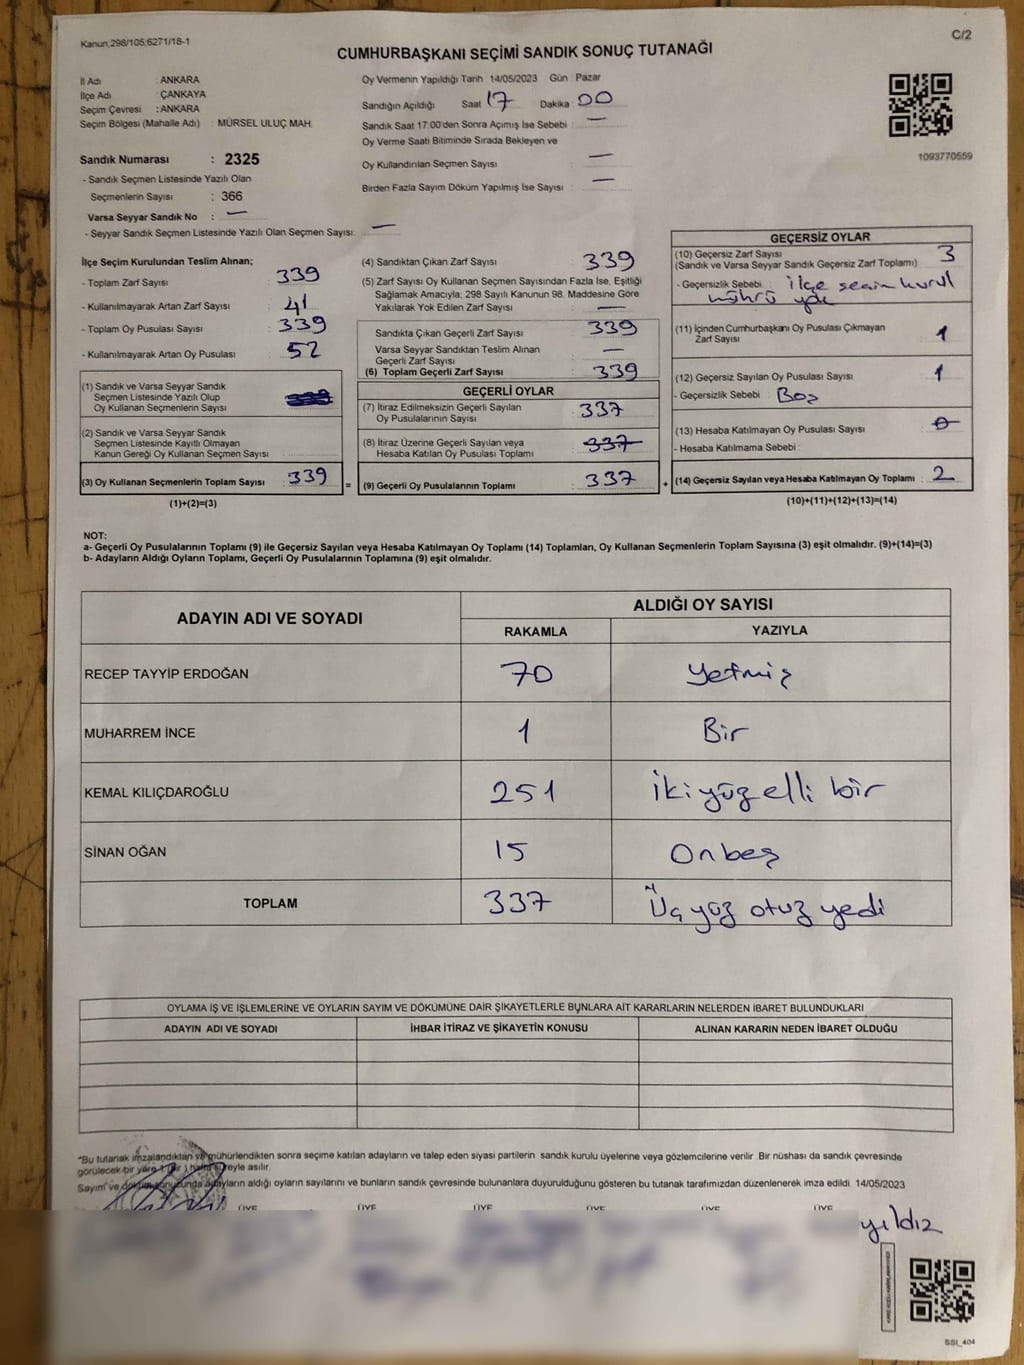 Kanun,298/105,6271/18-1
C/2
CUMHURBAŞKANI SEÇİMİ SANDIK SONUÇ TUTANAĞI
İl Adı : ANKARA
İlçe Adı ÇANKAYA
Seçim Çevresi : ANKARA
Seçim Bölgesi (Mahalle Adı) : MÜRSEL ULUÇ MAH.
Sandık Numarası : 2325
- Sandık Seçmen Listesinde Yazılı Olan
Seçmenlerin Sayısı : 366
Varsa Seyyar Sandık No : —
- Seyyar Sandık Seçmen Listesinde Yazılı Olan Seçmen Sayısı: —
Oy Vermenin Yapıldığı Tarih 14/05/2023 Gün Pazar
Sandığın Açıldığı Saat 17 Dakika 00
Sandık Saat 17:00'den Sonra Açımış İse Sebebi : —
Oy Verme Saati Bitiminde Sırada Bekleyen ve
Oy Kullandırılan Seçmen Sayısı : —
Birden Fazla Sayım Döküm Yapılmış İse Sayısı : —
1093770559
İlçe Seçim Kurulundan Teslim Alınan;
- Toplam Zarf Sayısı : 339
- Kullanılmayarak Artan Zarf Sayısı : 41
- Toplam Oy Pusulası Sayısı : 339
- Kullanılmayarak Artan Oy Pusulası : 52
(1) Sandık ve Varsa Seyyar Sandık
Seçmen Listesinde Yazılı Olup
Oy Kullanan Seçmenlerin Sayısı
(2) Sandık ve Varsa Seyyar Sandık
Seçmen Listesinde Kayıtlı Olmayan
Kanun Gereği Oy Kullanan Seçmen Sayısı :
(3) Oy Kullanan Seçmenlerin Toplam Sayısı : 339
(1)+(2)=(3)
(4) Sandıktan Çıkan Zarf Sayısı : 339
(5) Zarf Sayısı Oy Kullanan Seçmen Sayısından Fazla İse, Eşitliği
Sağlamak Amacıyla, 298 Sayılı Kanunun 98. Maddesine Göre
Yakılarak Yok Edilen Zarf Sayısı : —
Sandıkta Çıkan Geçerli Zarf Sayısı : 339
Varsa Seyyar Sandıktan Teslim Alınan
Geçerli Zarf Sayısı : —
(6) Toplam Geçerli Zarf Sayısı : 339
GEÇERLİ OYLAR
(7) İtiraz Edilmeksizin Geçerli Sayılan
Oy Pusulalarının Sayısı : 337
(8) İtiraz Üzerine Geçerli Sayılan veya
Hesaba Katılan Oy Pusulası Toplamı : 337
= (9) Geçerli Oy Pusulalarının Toplamı : 337
GEÇERSİZ OYLAR
(10) Geçersiz Zarf Sayısı
(Sandık ve Varsa Seyyar Sandık Geçersiz Zarf Toplamı) : 3
- Geçersizlik Sebebi : İlçe seçim kurul
mührü yok
(11) İçinden Cumhurbaşkanı Oy Pusulası Çıkmayan
Zarf Sayısı : 1
(12) Geçersiz Sayılan Oy Pusulası Sayısı : 1
- Geçersizlik Sebebi : Boş
(13) Hesaba Katılmayan Oy Pusulası Sayısı : 0
- Hesaba Katılmama Sebebi :
+ (14) Geçersiz Sayılan veya Hesaba Katılmayan Oy Toplamı : 2
(10)+(11)+(12)+(13)=(14)
NOT:
a- Geçerli Oy Pusulalarının Toplamı (9) ile Geçersiz Sayılan veya Hesaba Katılmayan Oy Toplamı (14) Toplamları, Oy Kullanan Seçmenlerin Toplam Sayısına (3) eşit olmalıdır. (9)+(14)=(3)
b- Adayların Aldığı Oyların Toplamı, Geçerli Oy Pusulalarının Toplamına (9) eşit olmalıdır.
ADAYIN ADI VE SOYADI
ALDIĞI OY SAYISI
RAKAMLA YAZIYLA
RECEP TAYYİP ERDOĞAN 70 Yetmiş
MUHARREM İNCE 1 Bir
KEMAL KILIÇDAROĞLU 251 İkiyüz elli bir
SİNAN OĞAN 15 Onbeş
TOPLAM 337 Üçyüz otuz yedi
OYLAMA İŞ VE İŞLEMLERİNE VE OYLARIN SAYIM VE DÖKÜMÜNE DAİR ŞİKAYETLERLE BUNLARA AİT KARARLARIN NELERDEN İBARET BULUNDUKLARI
ADAYIN ADI VE SOYADI İHBAR İTİRAZ VE ŞİKAYETİN KONUSU ALINAN KARARIN NEDEN İBARET OLDUĞU
*Bu tutanak imzalandıktan ve mühürlendikten sonra seçime katılan adayların ve talep eden siyasi partilerin sandık kurulu üyelerine veya gözlemcilerine verilir .Bir nüshası da sandık çevresinde
görülecek bir yere 1 (bir ) hafta süreyle asılır.
Sayım ve döküm sonucunda adayların aldığı oyların sayılarını ve bunların sandık çevresinde bulunanlara duyurulduğunu gösteren bu tutanak tarafımızdan düzenlenerek imza edildi. 14/05/2023
ÜYE ÜYE ÜYE ÜYE ÜYE ÜYE
yıldız
SSI_404